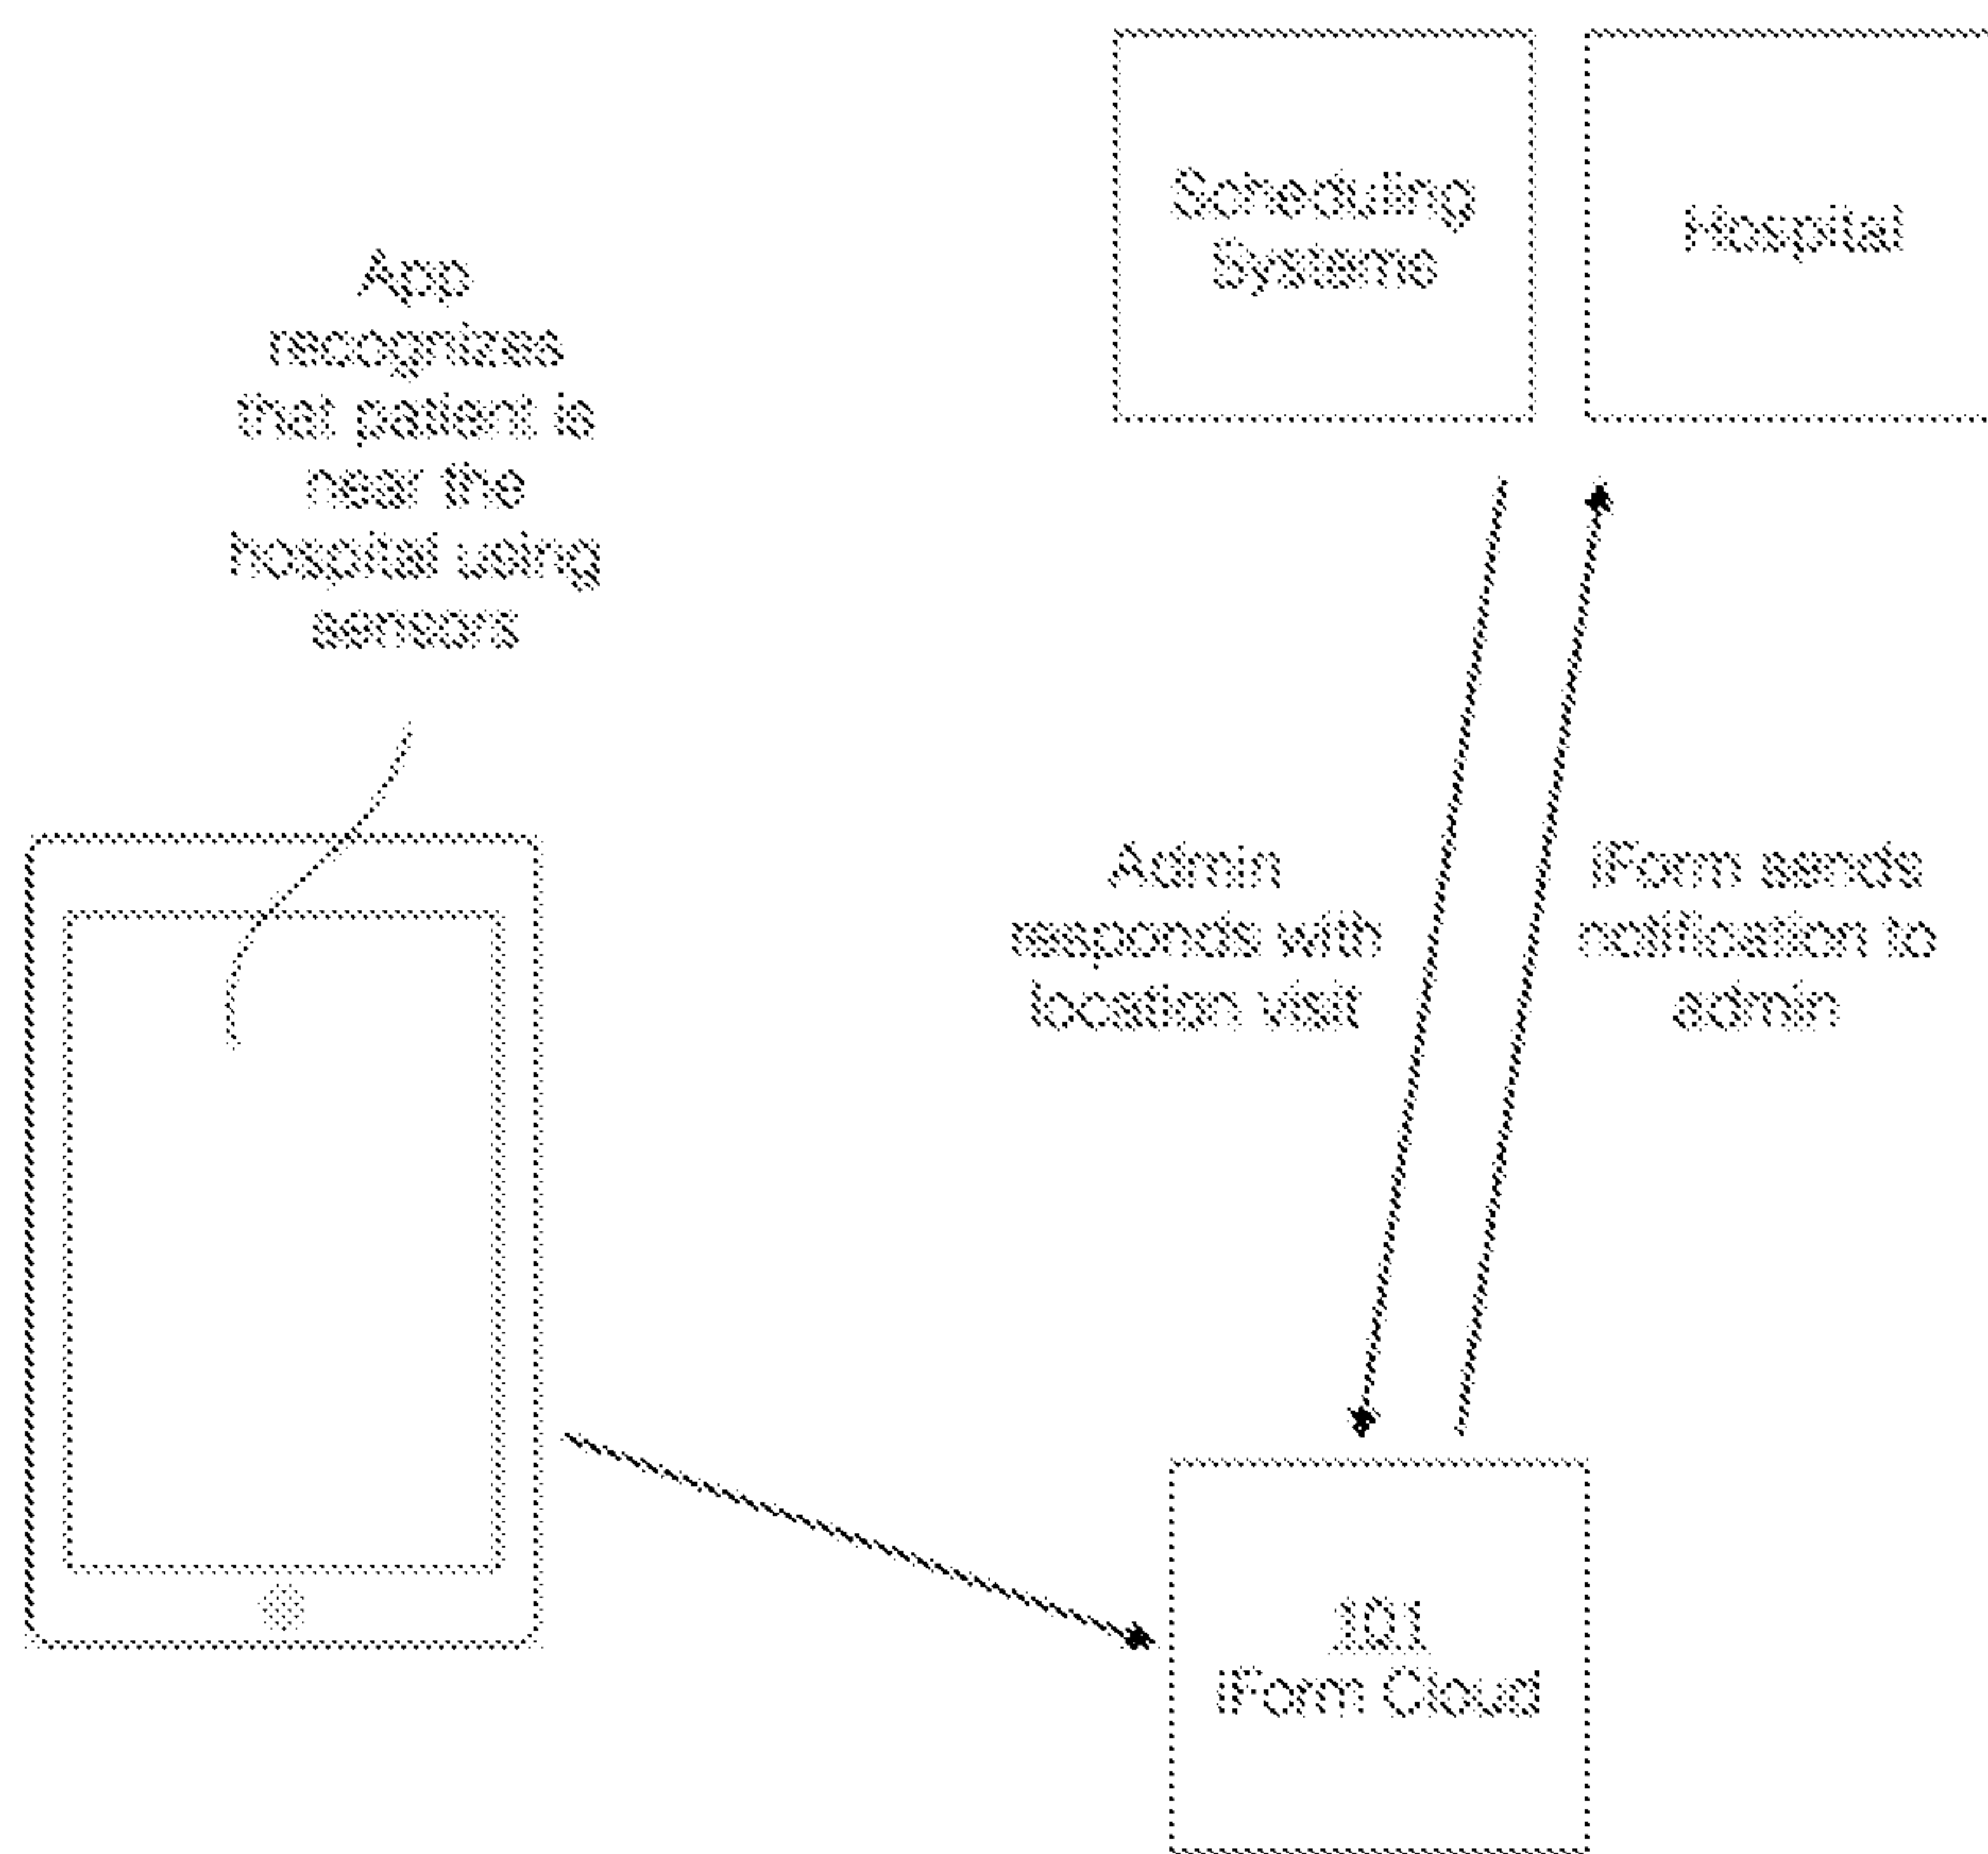 Scheduling
Systems
Hospital
App
recognizes
that patient is
near the
hospital using
sensors
Admin
responds with
location visit
iForm sends
notification to
admin
101
iForm Cloud